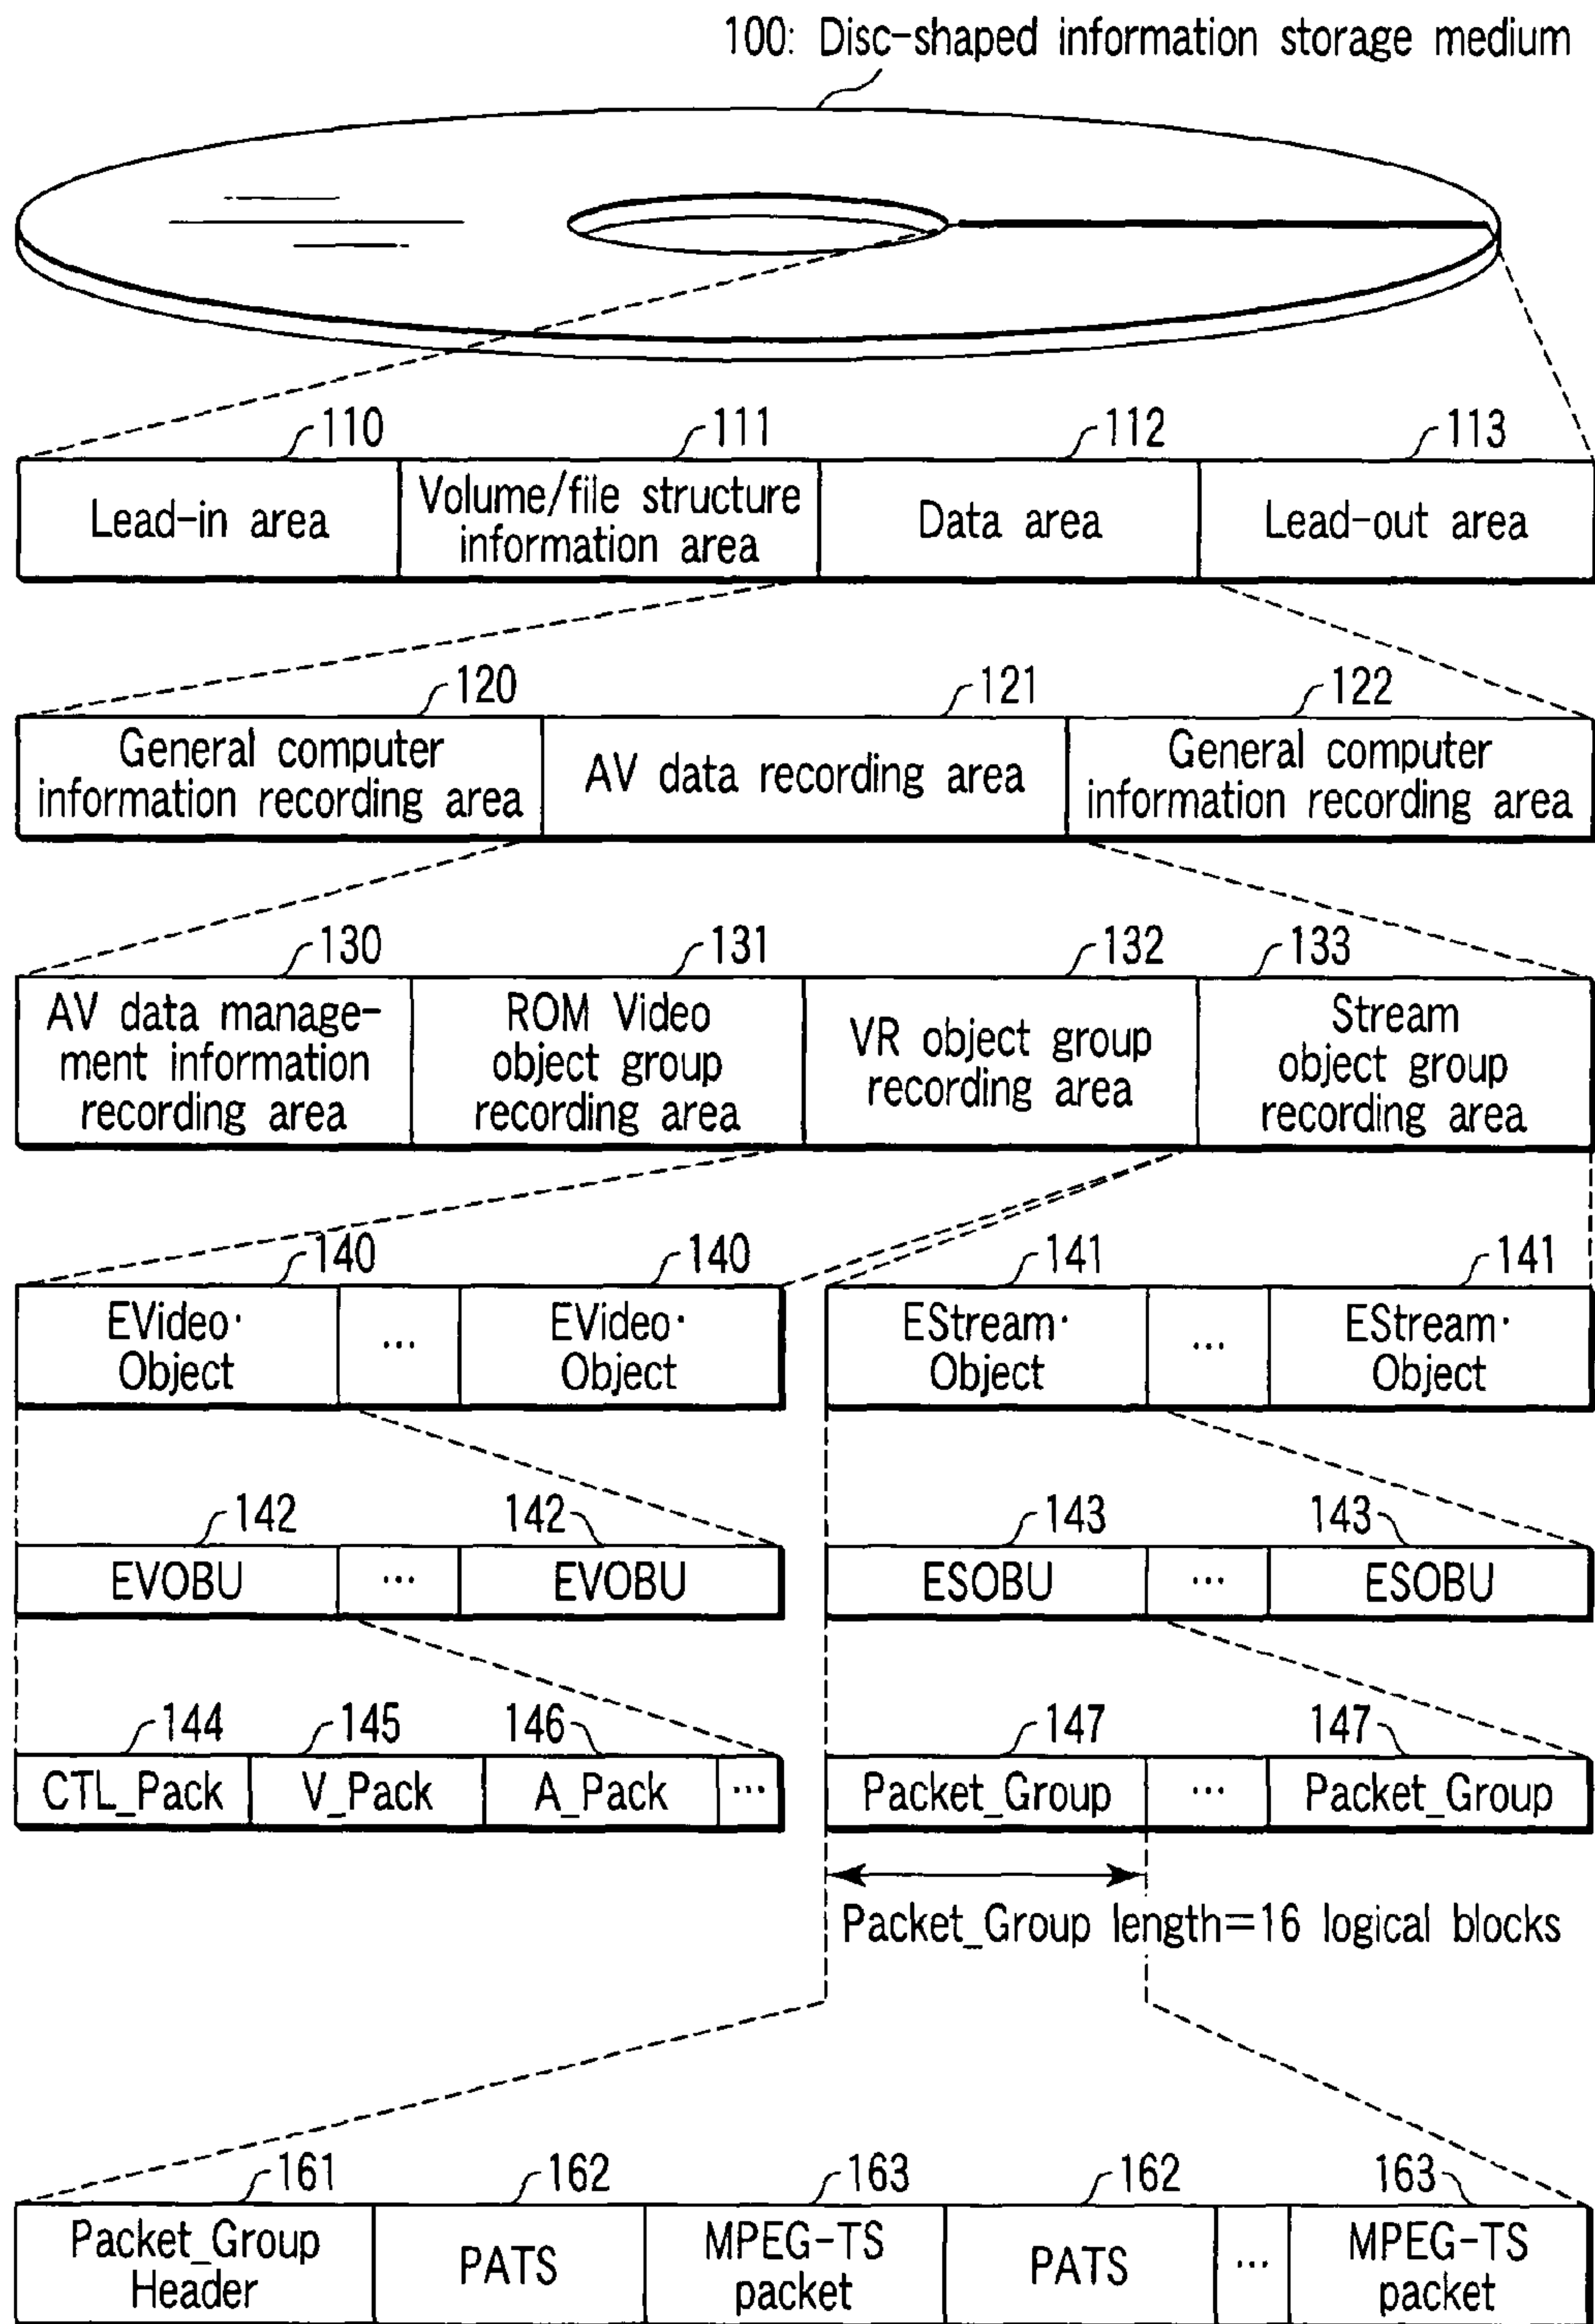 100: Disc-shaped information storage medium
110
111
112
113
Lead-in area
Volume/file structure
information area
Data area
Lead-out area
120
121
122
General computer
information recording area
AV data recording area
General computer
information recording area
130
131
132
133
AV data manage-
ment information
recording area
ROM Video
object group
recording area
VR object group
recording area
Stream
object group
recording area
140
140
141
141
EVideo·
Object
...
EVideo·
Object
EStream·
Object
...
EStream·
Object
142
142
143
143
EVOBU
...
EVOBU
ESOBU
...
ESOBU
144
145
146
147
147
CTL_Pack
V_Pack
A_Pack
...
Packet_Group
...
Packet_Group
Packet_Group length=16 logical blocks
161
162
163
162
163
Packet_Group
Header
PATS
MPEG-TS
packet
PATS
...
MPEG-TS
packet